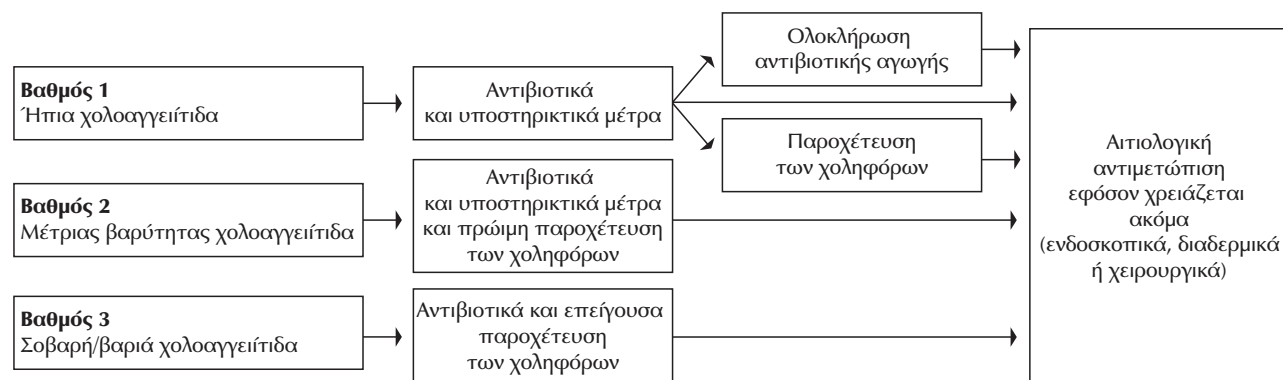 Βαθμός 1
Ήπια χολοαγγειίτιδα
Αντιβιοτικά
και υποστηρικτικά μέτρα
Ολοκλήρωση
αντιβιοτικής αγωγής
Παροχέτευση
των χοληφόρων
Βαθμός 2
Μέτριας βαρύτητας χολοαγγειίτιδα
Αντιβιοτικά
και υποστηρικτικά μέτρα
και πρώιμη παροχέτευση
των χοληφόρων
Βαθμός 3
Σοβαρή/βαριά χολοαγγειίτιδα
Αντιβιοτικά και επείγουσα
παροχέτευση
των χοληφόρων
Αιτιολογική
αντιμετώπιση
εφόσον χρειάζεται
ακόμα
(ενδοσκοπικά, διαδερμικά
ή χειρουργικά)